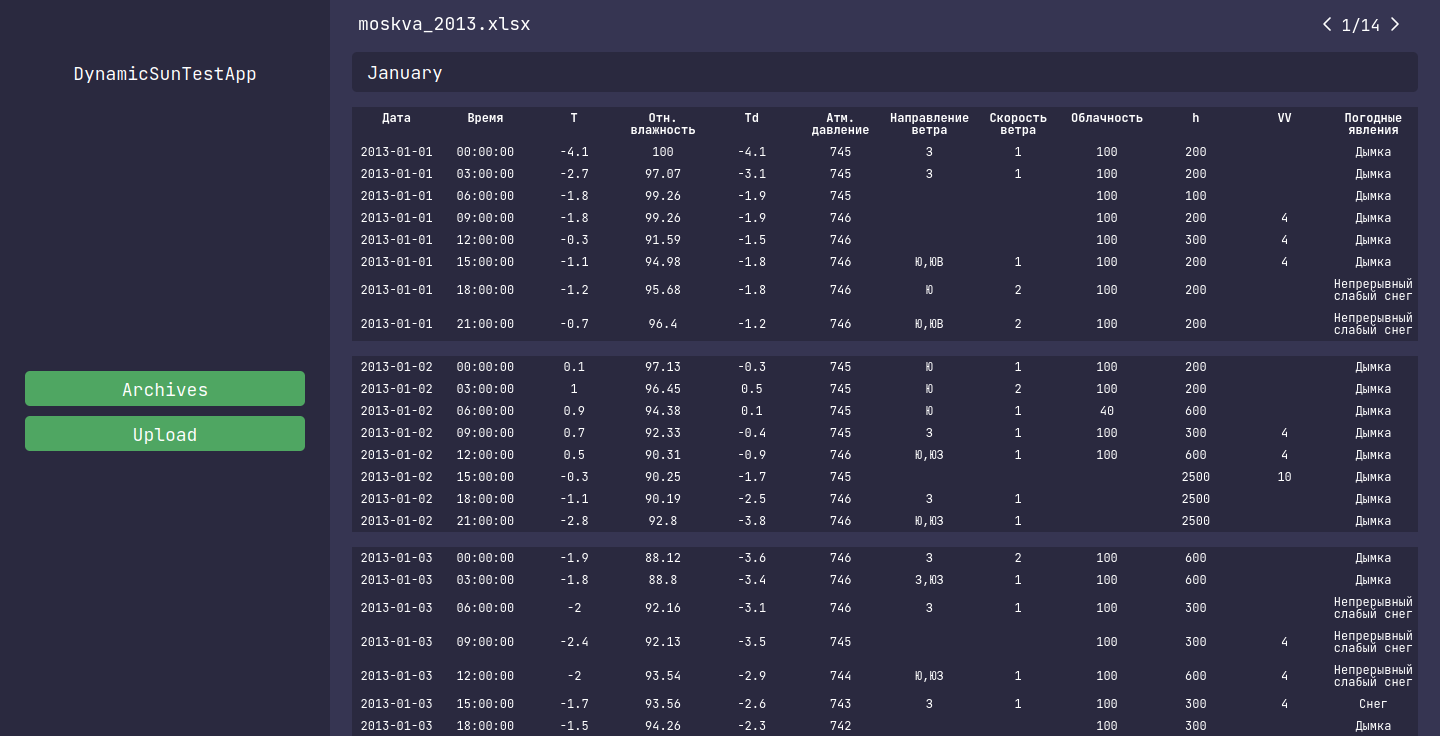 DynamicSunTestApp
Archives
Upload
moskva_2013.xlsx
1/14
January
Дата Время T Отн. влажность Td Атм. давление Направление ветра Скорость ветра Облачность h VV Погодные явления
2013-01-01 00:00:00 -4.1 100 -4.1 745 З 1 100 200 Дымка
2013-01-01 03:00:00 -2.7 97.07 -3.1 745 З 1 100 200 Дымка
2013-01-01 06:00:00 -1.8 99.26 -1.9 745 100 100 Дымка
2013-01-01 09:00:00 -1.8 99.26 -1.9 746 100 200 4 Дымка
2013-01-01 12:00:00 -0.3 91.59 -1.5 746 100 300 4 Дымка
2013-01-01 15:00:00 -1.1 94.98 -1.8 746 Ю,ЮВ 1 100 200 4 Дымка
2013-01-01 18:00:00 -1.2 95.68 -1.8 746 Ю 2 100 200 Непрерывный слабый снег
2013-01-01 21:00:00 -0.7 96.4 -1.2 746 Ю,ЮВ 2 100 200 Непрерывный слабый снег
2013-01-02 00:00:00 0.1 97.13 -0.3 745 Ю 1 100 200 Дымка
2013-01-02 03:00:00 1 96.45 0.5 745 Ю 2 100 200 Дымка
2013-01-02 06:00:00 0.9 94.38 0.1 745 Ю 1 40 600 Дымка
2013-01-02 09:00:00 0.7 92.33 -0.4 745 З 1 100 300 4 Дымка
2013-01-02 12:00:00 0.5 90.31 -0.9 746 Ю,ЮЗ 1 100 600 4 Дымка
2013-01-02 15:00:00 -0.3 90.25 -1.7 745 2500 10 Дымка
2013-01-02 18:00:00 -1.1 90.19 -2.5 746 З 1 2500 Дымка
2013-01-02 21:00:00 -2.8 92.8 -3.8 746 Ю,ЮЗ 1 2500 Дымка
2013-01-03 00:00:00 -1.9 88.12 -3.6 746 З 2 100 600 Дымка
2013-01-03 03:00:00 -1.8 88.8 -3.4 746 З,ЮЗ 1 100 600 Дымка
2013-01-03 06:00:00 -2 92.16 -3.1 746 З 1 100 300 Непрерывный слабый снег
2013-01-03 09:00:00 -2.4 92.13 -3.5 745 100 300 4 Непрерывный слабый снег
2013-01-03 12:00:00 -2 93.54 -2.9 744 Ю,ЮЗ 1 100 600 4 Непрерывный слабый снег
2013-01-03 15:00:00 -1.7 93.56 -2.6 743 З 1 100 300 4 Снег
2013-01-03 18:00:00 -1.5 94.26 -2.3 742 100 300 Дымка